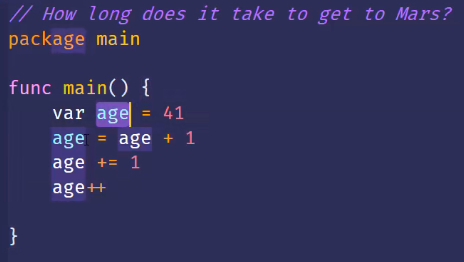 // How long does it take to get to Mars?
package main

func main() {
    var age = 41
    age = age + 1
    age += 1
    age++

}